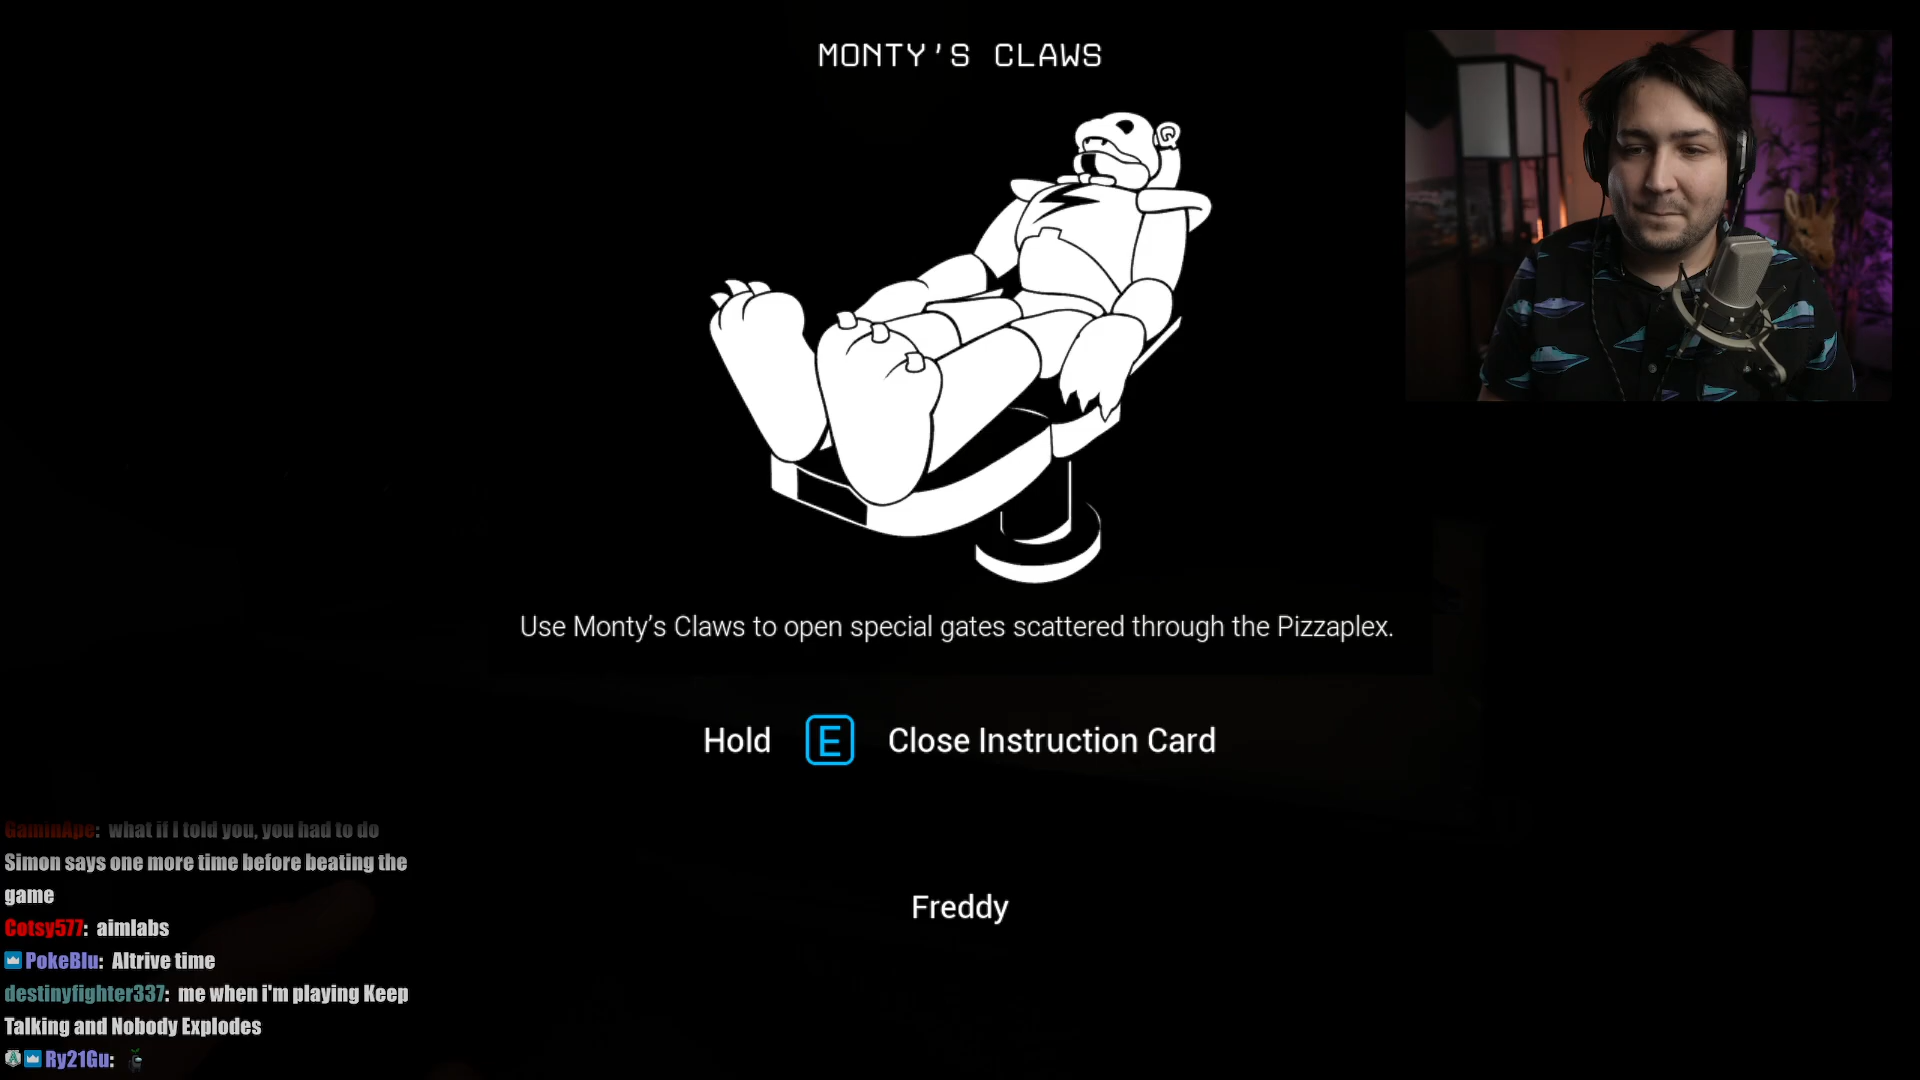 MONTY'S CLAWS
Use Monty's Claws to open special gates scattered through the Pizzaplex.
Hold E Close Instruction Card
Freddy
GaminApe: what if I told you, you had to do
Simon says one more time before beating the
game
Cotsy577: aimlabs
PokeBlu: Altrive time
destinyfighter337: me when i'm playing Keep
Talking and Nobody Explodes
Ry21Gu: